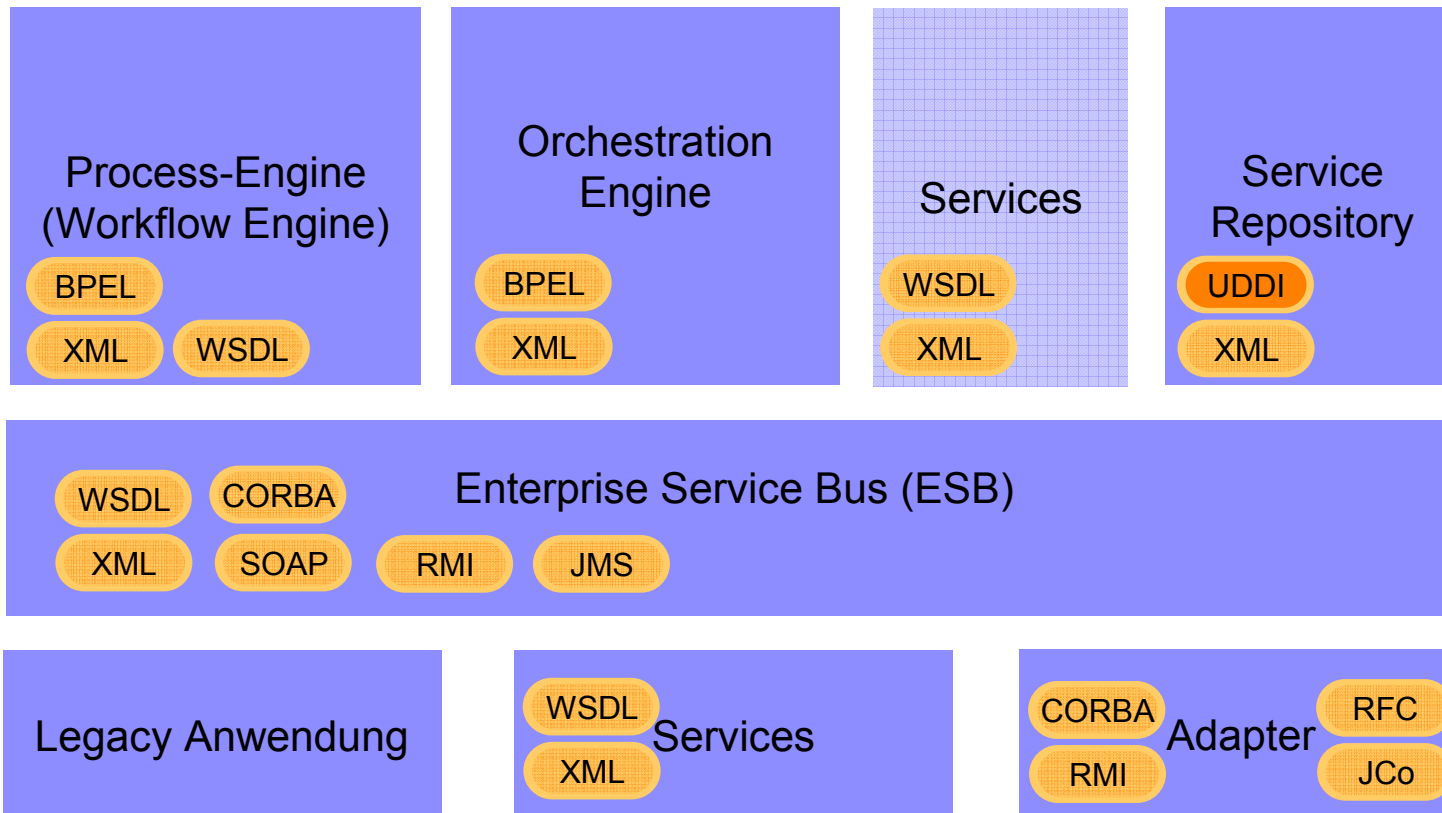 Process-Engine
(Workflow Engine)
BPEL
XML
WSDL
Orchestration
Engine
BPEL
XML
Services
WSDL
XML
Service
Repository
UDDI
XML
Enterprise Service Bus (ESB)
WSDL
CORBA
XML
SOAP
RMI
JMS
Legacy Anwendung
WSDL
Services
XML
CORBA
Adapter
RFC
RMI
JCo